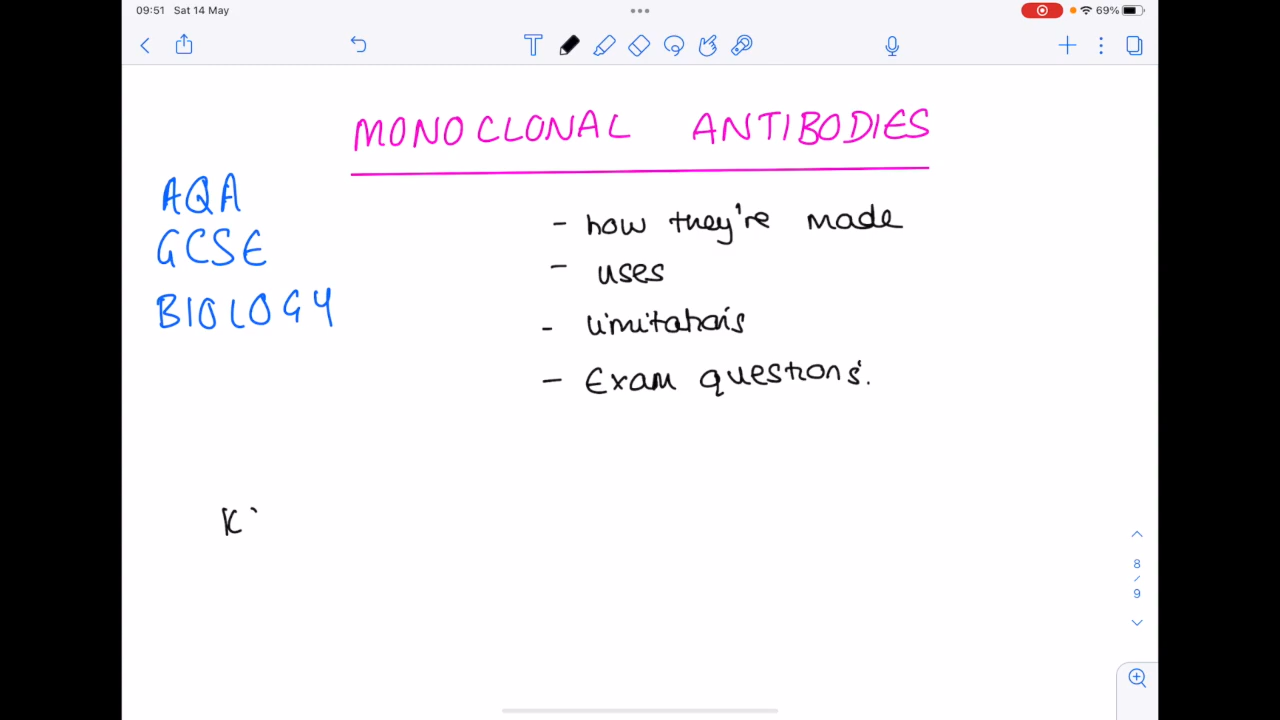 09:51 Sat 14 May
69%
T
MONOCLONAL ANTIBODIES
AQA
GCSE
BIOLOGY
- how they're made
- uses
- limitations
- Exam questions.
K
8
/
9